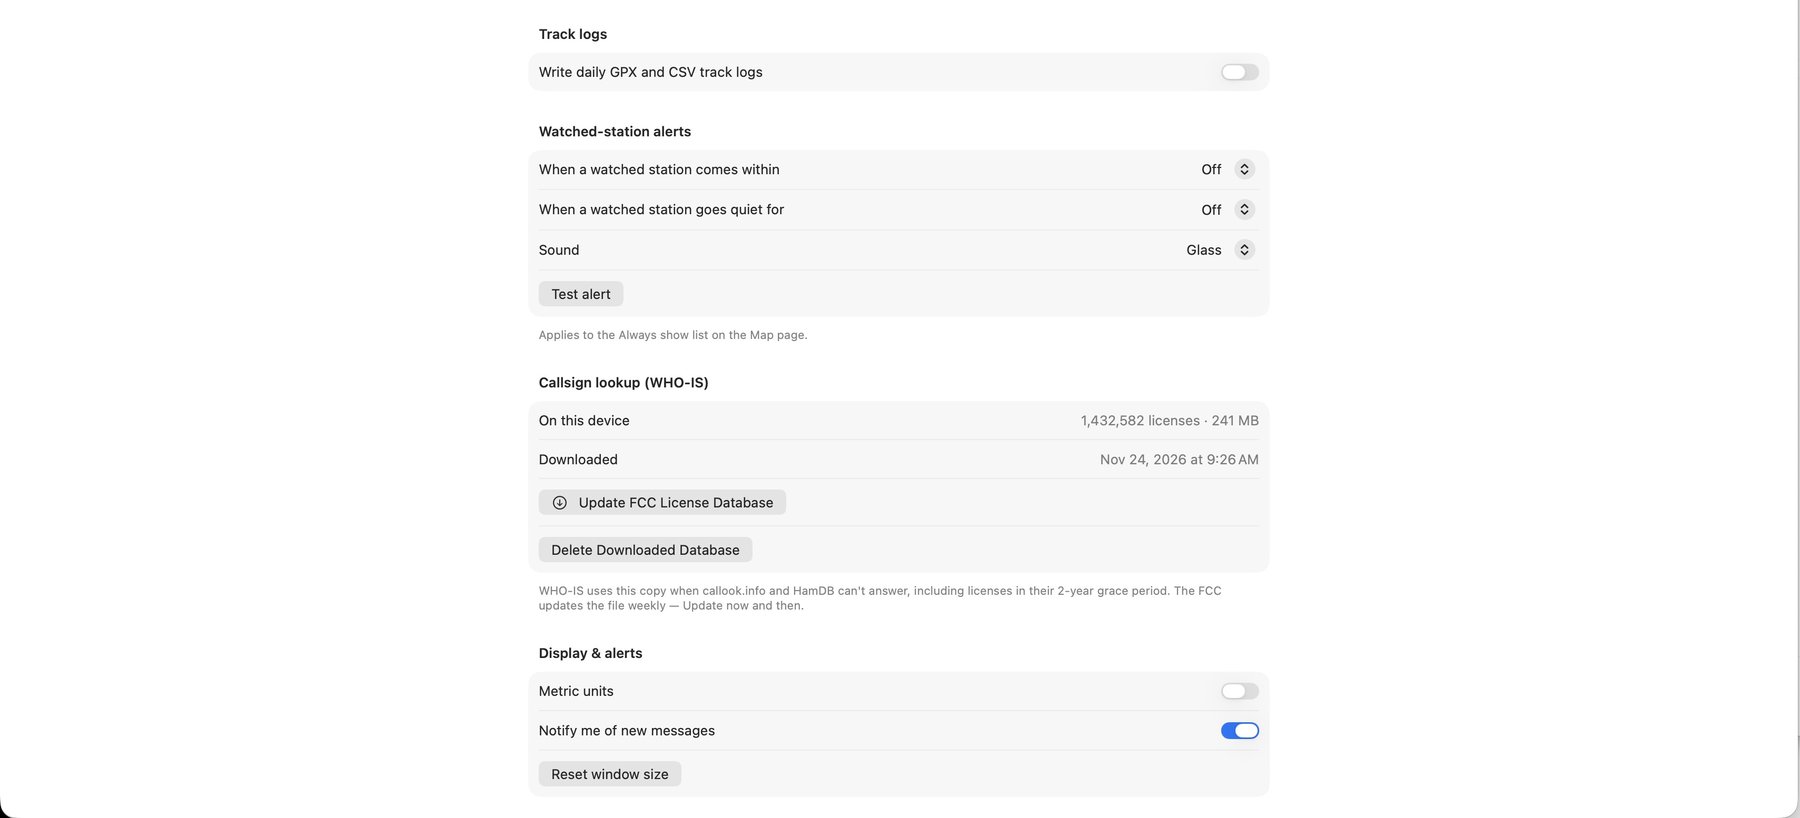 Track logs
Write daily GPX and CSV track logs
Watched-station alerts
When a watched station comes within Off
When a watched station goes quiet for Off
Sound Glass
Test alert
Applies to the Always show list on the Map page.
Callsign lookup (WHO-IS)
On this device 1,432,582 licenses · 241 MB
Downloaded Nov 24, 2026 at 9:26 AM
Update FCC License Database
Delete Downloaded Database
WHO-IS uses this copy when callook.info and HamDB can't answer, including licenses in their 2-year grace period. The FCC
updates the file weekly — Update now and then.
Display & alerts
Metric units
Notify me of new messages
Reset window size